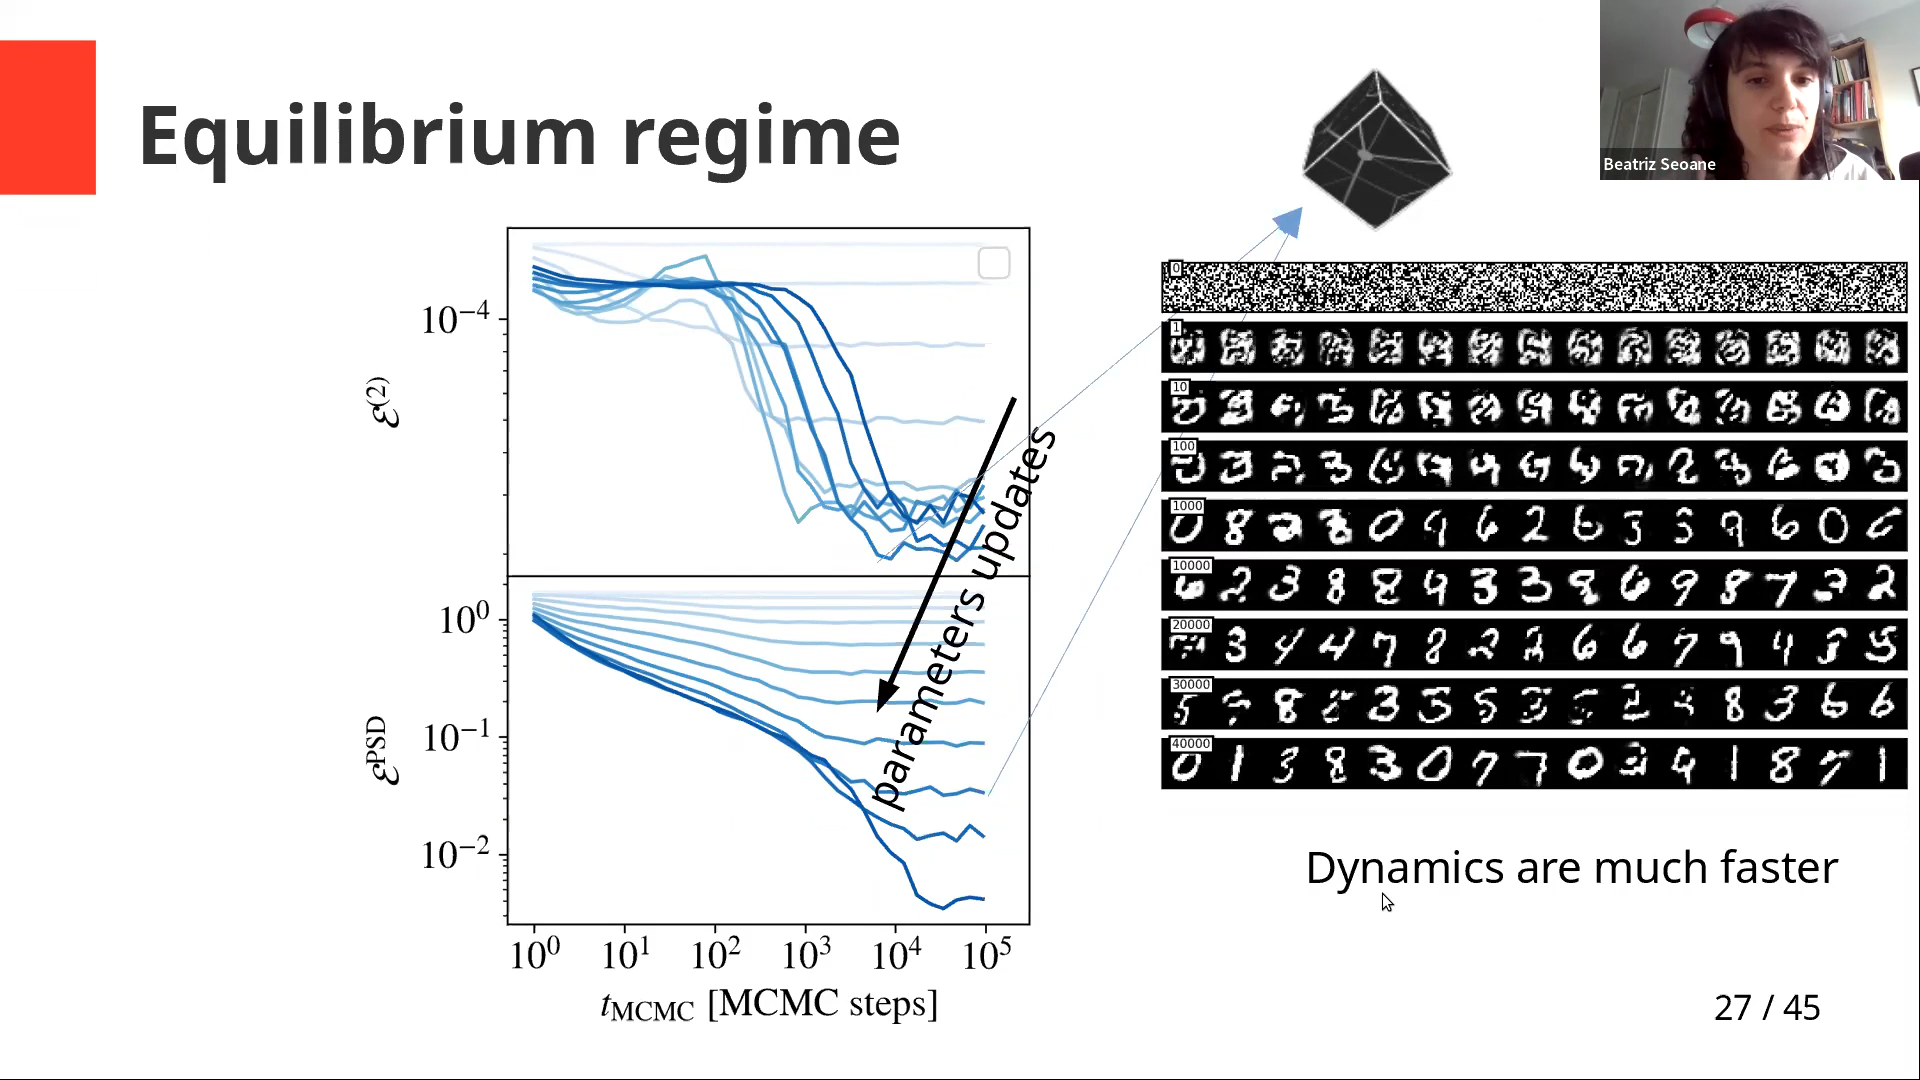 Equilibrium regime
Beatriz Seoane
10⁻⁴
ℰ⁽²⁾
10⁰
10⁻¹
10⁻²
ℰᴾˢᴰ
parameters updates
10⁰ 10¹ 10² 10³ 10⁴ 10⁵
t_MCMC [MCMC steps]
0
1
10
100
1000
10000
20000
30000
40000
Dynamics are much faster
27 / 45